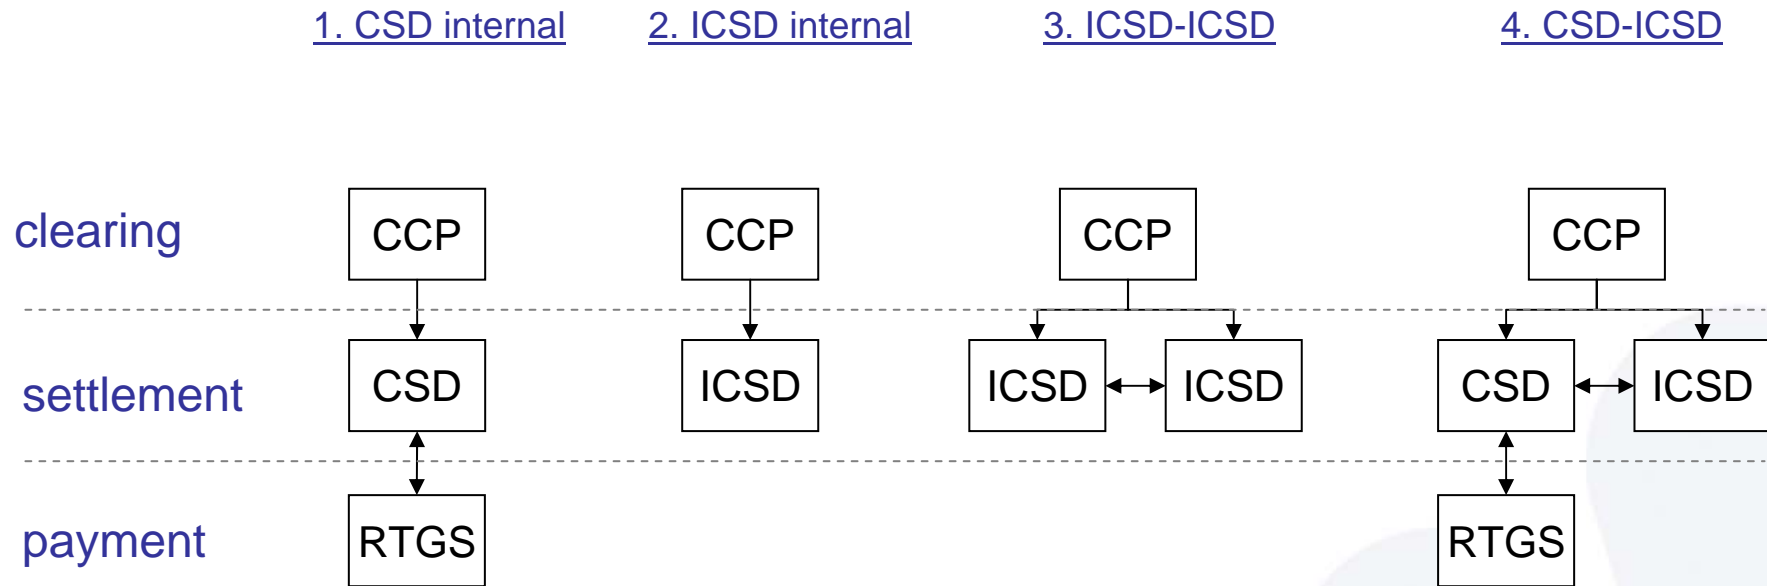 1. CSD internal
2. ICSD internal
3. ICSD-ICSD
4. CSD-ICSD
clearing
CCP
CCP
CCP
CCP
settlement
CSD
ICSD
ICSD
ICSD
CSD
ICSD
payment
RTGS
RTGS